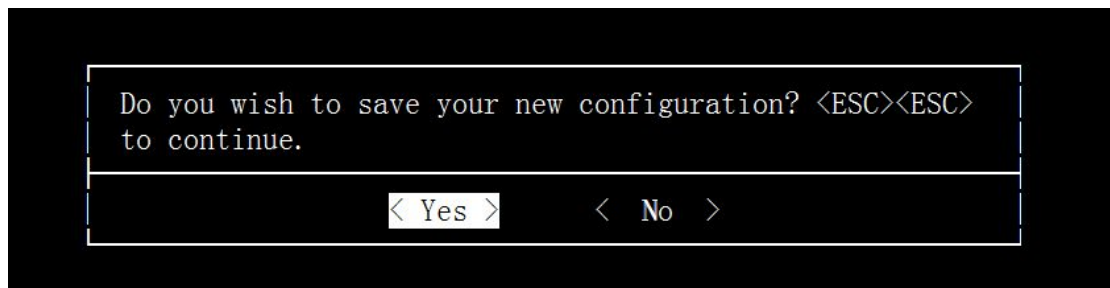 Do you wish to save your new configuration? <ESC><ESC>
to continue.
< Yes > < No >